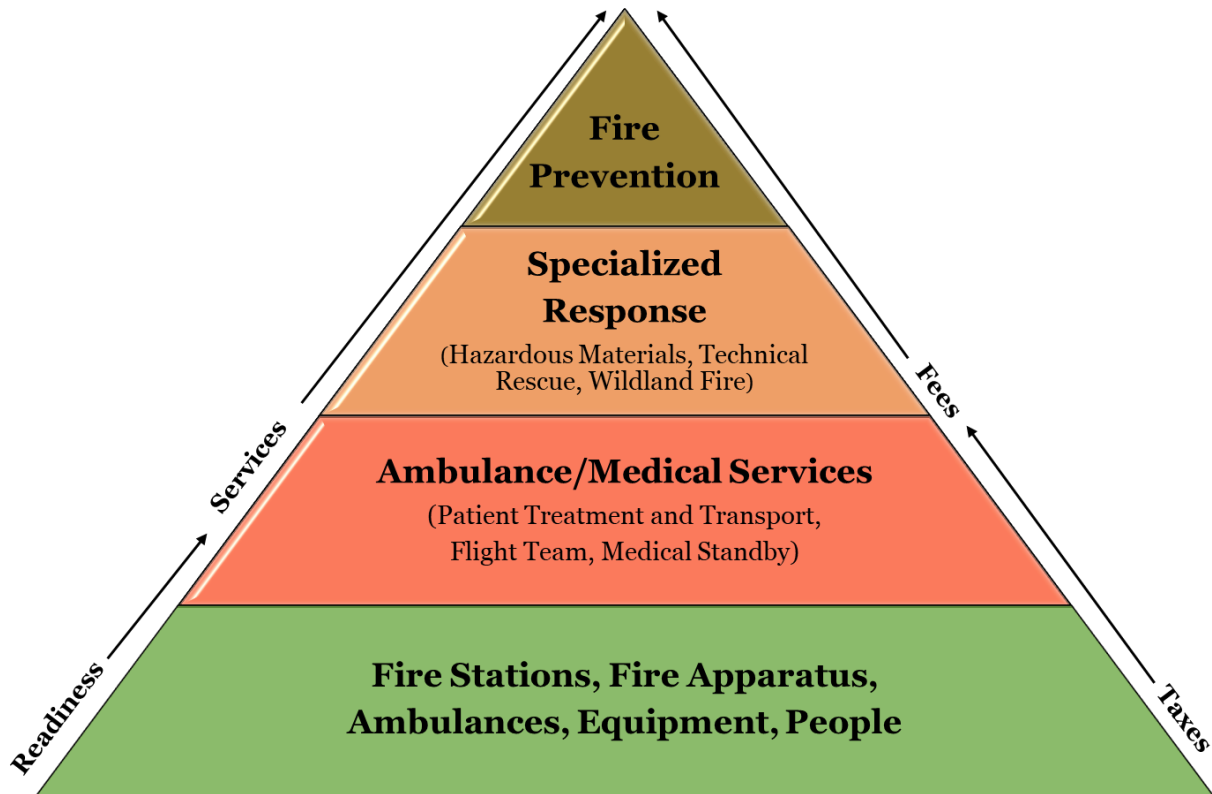 Fire
Prevention
Specialized
Response
(Hazardous Materials, Technical
Rescue, Wildland Fire)
Fees
Services
Ambulance/Medical Services
(Patient Treatment and Transport,
Flight Team, Medical Standby)
Readiness
Fire Stations, Fire Apparatus,
Ambulances, Equipment, People
Taxes